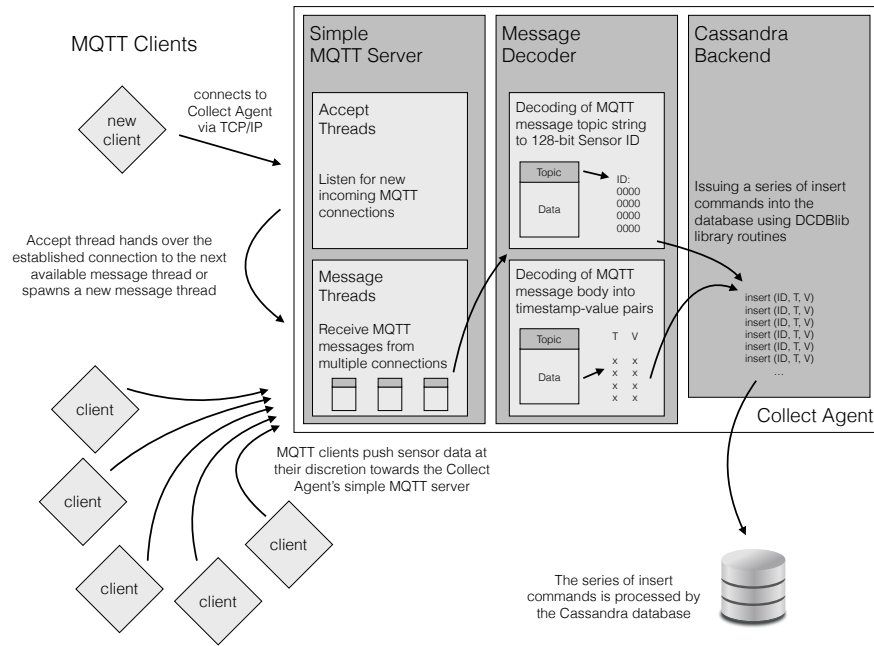 MQTT Clients
new
client
connects to
Collect Agent
via TCP/IP
Accept thread hands over the
established connection to the next
available message thread or
spawns a new message thread
client
client
client
client
client
MQTT clients push sensor data at
their discretion towards the Collect
Agent's simple MQTT server
Simple
MQTT Server
Accept
Threads
Listen for new
incoming MQTT
connections
Message
Threads
Receive MQTT
messages from
multiple connections
Message
Decoder
Decoding of MQTT
message topic string
to 128-bit Sensor ID
Topic
Data
ID:
0000
0000
0000
0000
Decoding of MQTT
message body into
timestamp-value pairs
Topic
Data
T V
x x
x x
x x
x x
Cassandra
Backend
Issuing a series of insert
commands into the
database using DCDBlib
library routines
insert (ID, T, V)
insert (ID, T, V)
insert (ID, T, V)
insert (ID, T, V)
insert (ID, T, V)
insert (ID, T, V)
...
Collect Agent
The series of insert
commands is processed by
the Cassandra database